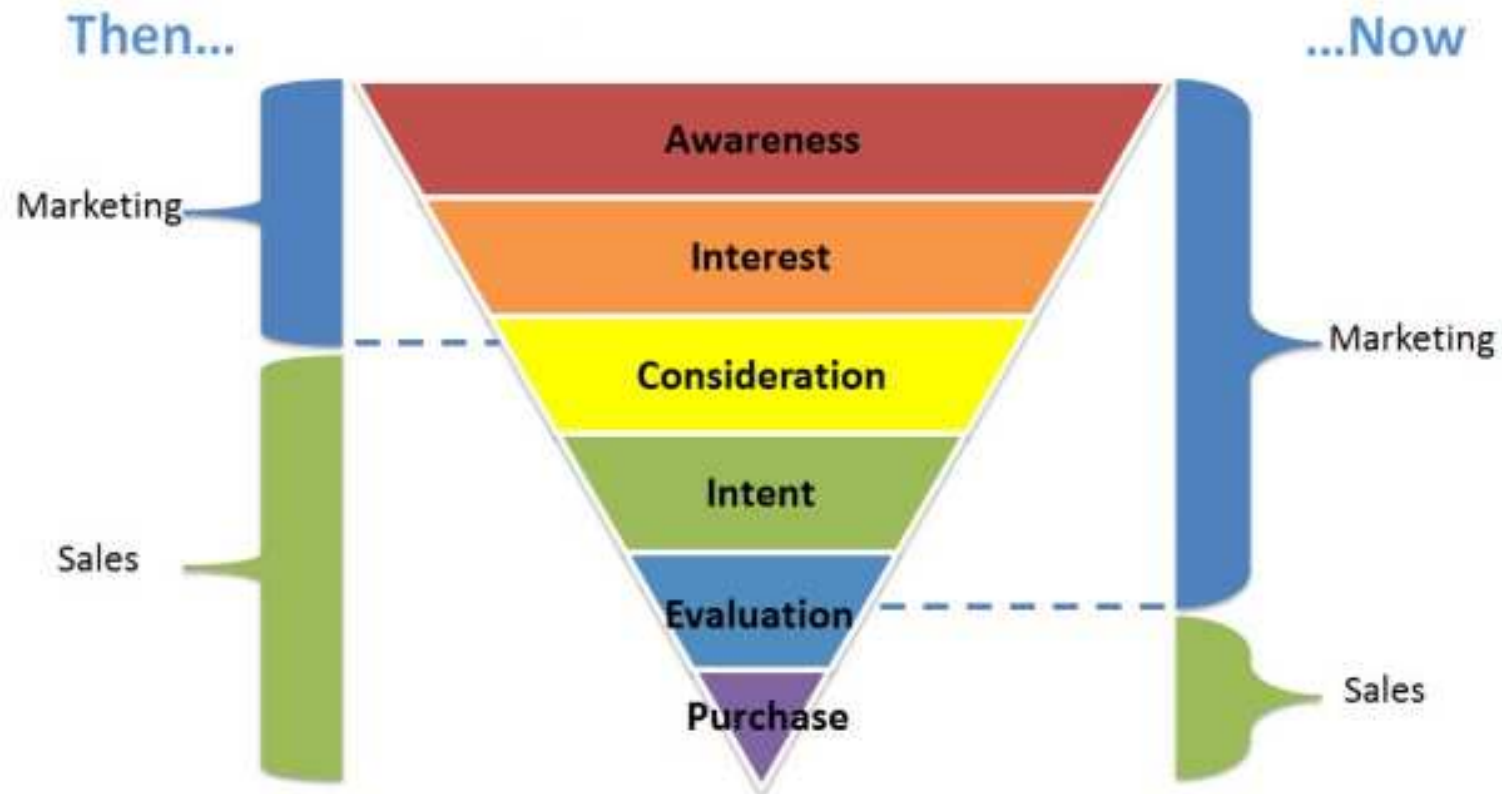 Then...
...Now
Awareness
Marketing
Interest
Marketing
Consideration
Intent
Sales
Evaluation
Sales
Purchase